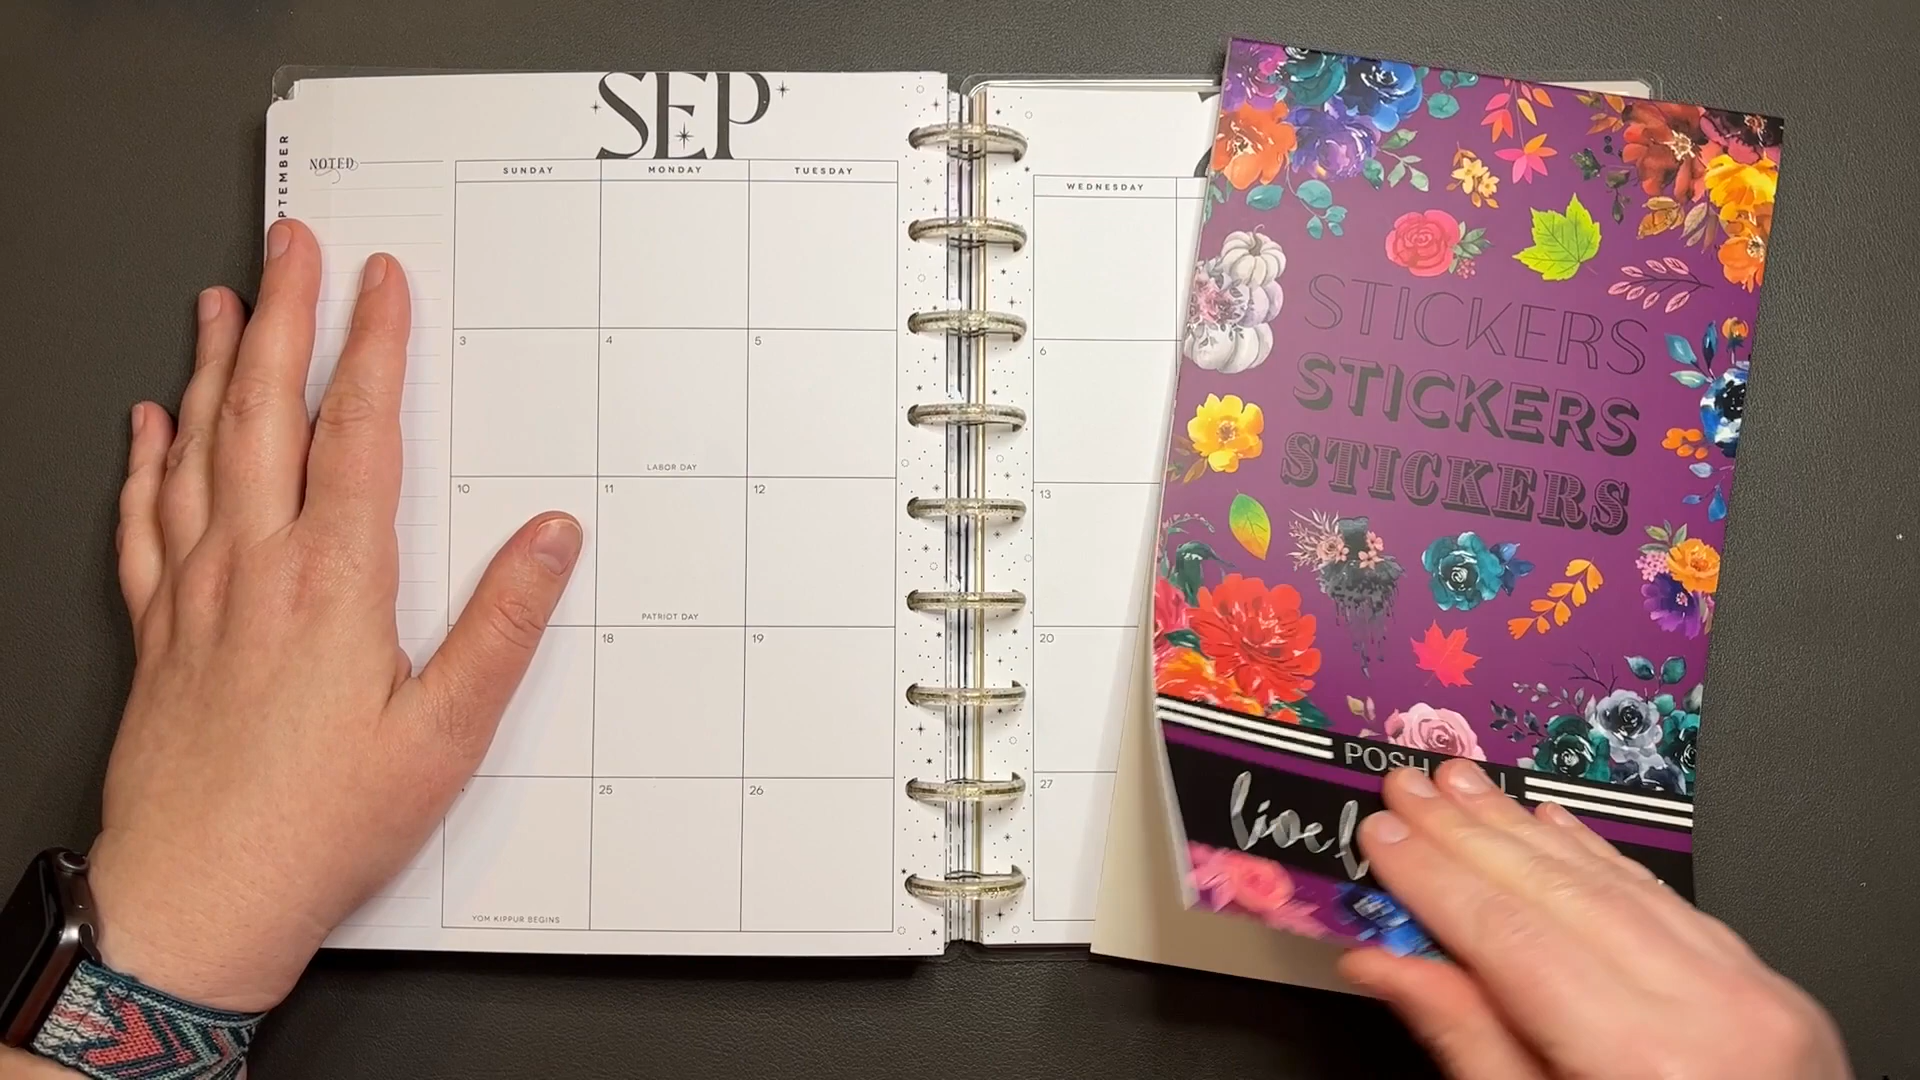 SEP
NOTED
SUNDAY MONDAY TUESDAY
3 4 5
LABOR DAY
10 11 12
PATRIOT DAY
18 19
25 26
YOM KIPPUR BEGINS
WEDNESDAY
6
13
20
27
STICKERS
STICKERS
STICKERS
POSH